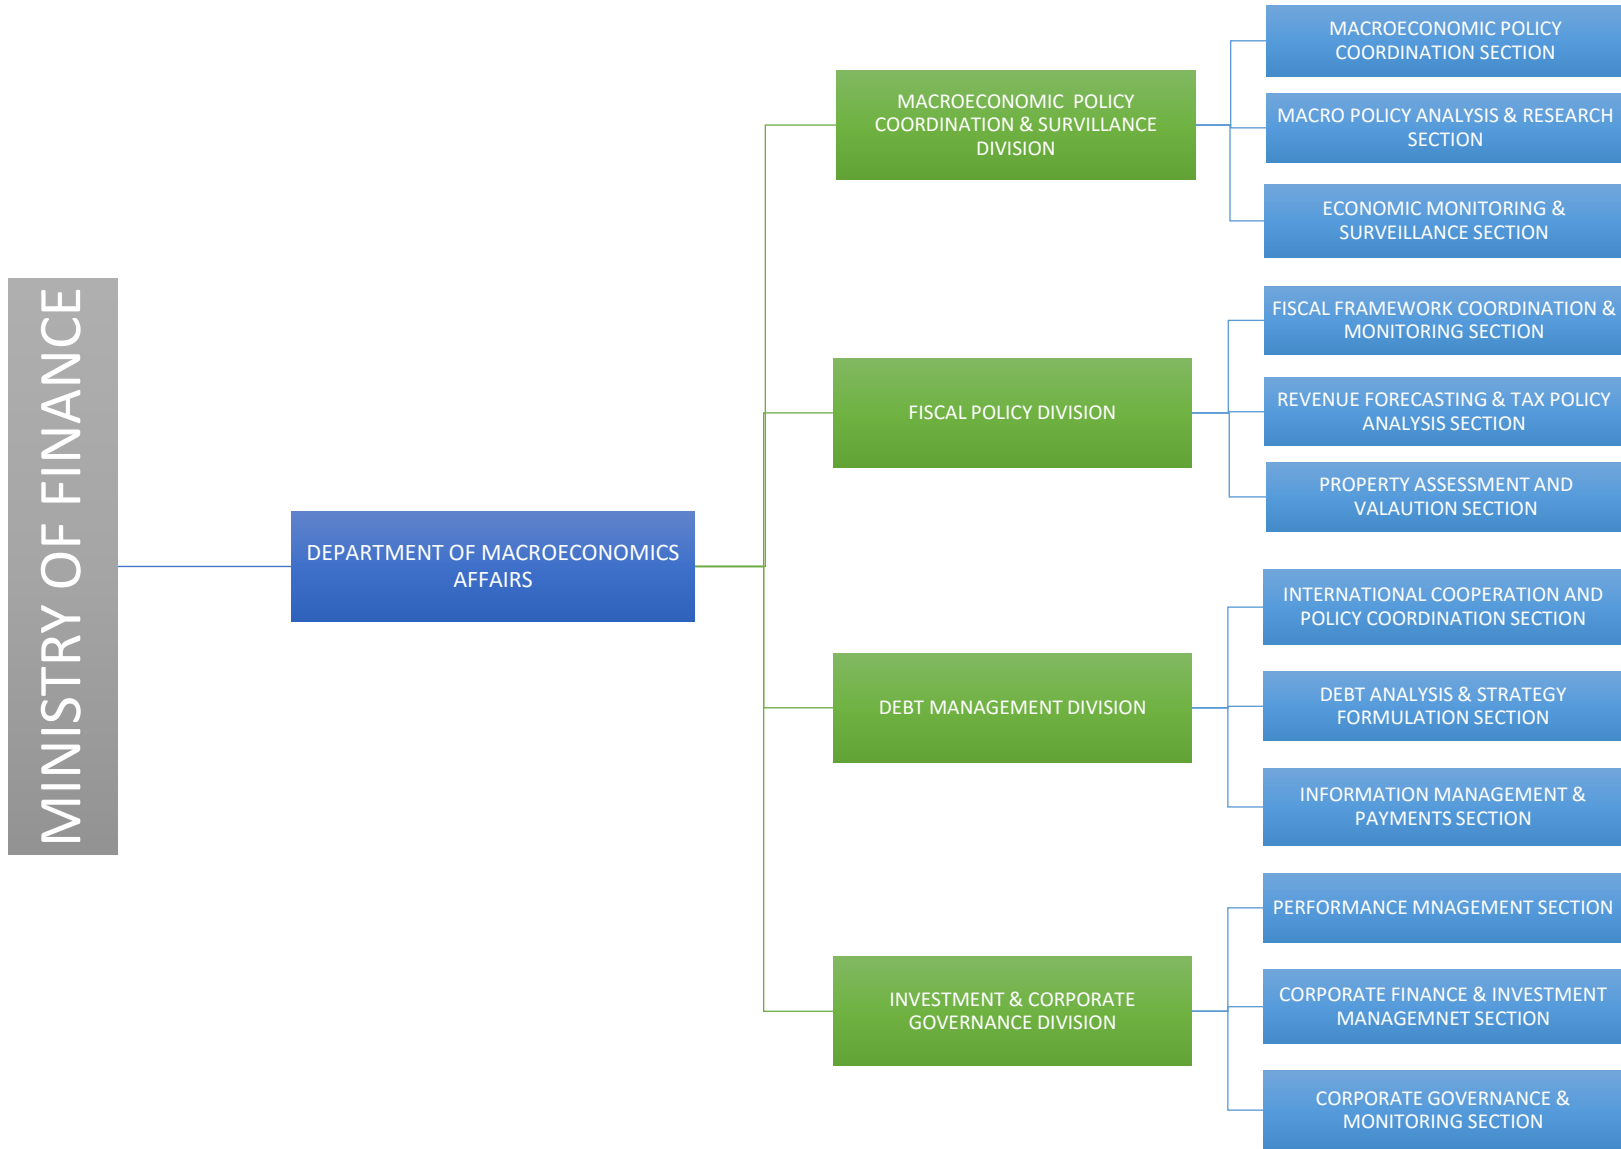 MINISTRY OF FINANCE
DEPARTMENT OF MACROECONOMICS
AFFAIRS
MACROECONOMIC  POLICY
COORDINATION & SURVILLANCE
DIVISION
MACROECONOMIC POLICY
COORDINATION SECTION
MACRO POLICY ANALYSIS & RESEARCH
SECTION
ECONOMIC MONITORING &
SURVEILLANCE SECTION
FISCAL POLICY DIVISION
FISCAL FRAMEWORK COORDINATION &
MONITORING SECTION
REVENUE FORECASTING & TAX POLICY
ANALYSIS SECTION
PROPERTY ASSESSMENT AND
VALAUTION SECTION
DEBT MANAGEMENT DIVISION
INTERNATIONAL COOPERATION AND
POLICY COORDINATION SECTION
DEBT ANALYSIS & STRATEGY
FORMULATION SECTION
INFORMATION MANAGEMENT &
PAYMENTS SECTION
INVESTMENT & CORPORATE
GOVERNANCE DIVISION
PERFORMANCE MNAGEMENT SECTION
CORPORATE FINANCE & INVESTMENT
MANAGEMNET SECTION
CORPORATE GOVERNANCE &
MONITORING SECTION